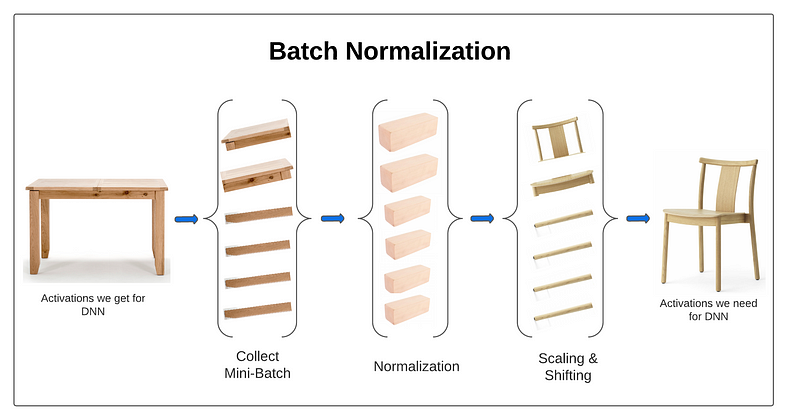 Batch Normalization
Activations we get for
DNN
Collect
Mini-Batch
Normalization
Scaling &
Shifting
Activations we need
for DNN